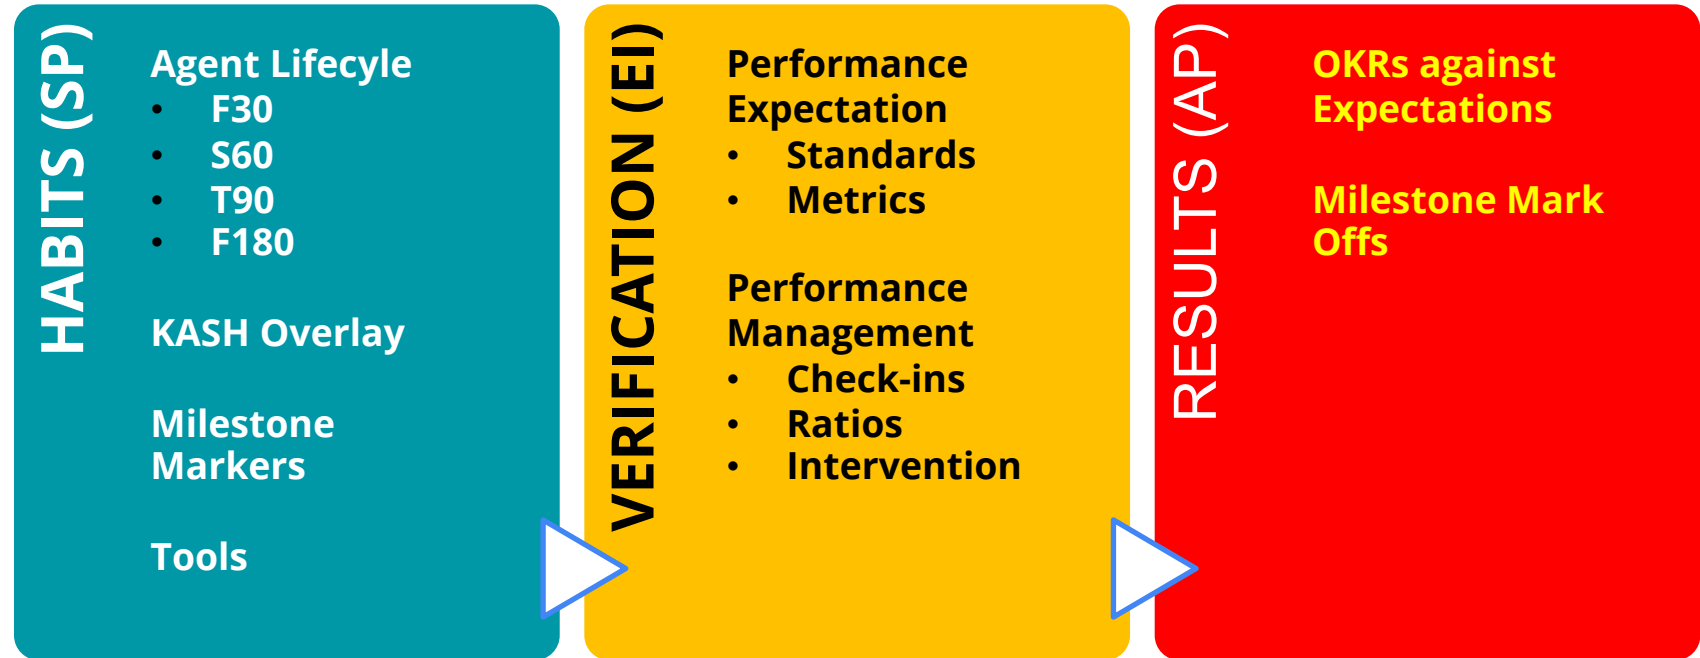 HABITS (SP)
Agent Lifecyle
• F30
• S60
• T90
• F180
KASH Overlay
Milestone
Markers
Tools
VERIFICATION (EI)
Performance
Expectation
• Standards
• Metrics
Performance
Management
• Check-ins
• Ratios
• Intervention
RESULTS (AP)
OKRs against
Expectations
Milestone Mark
Offs